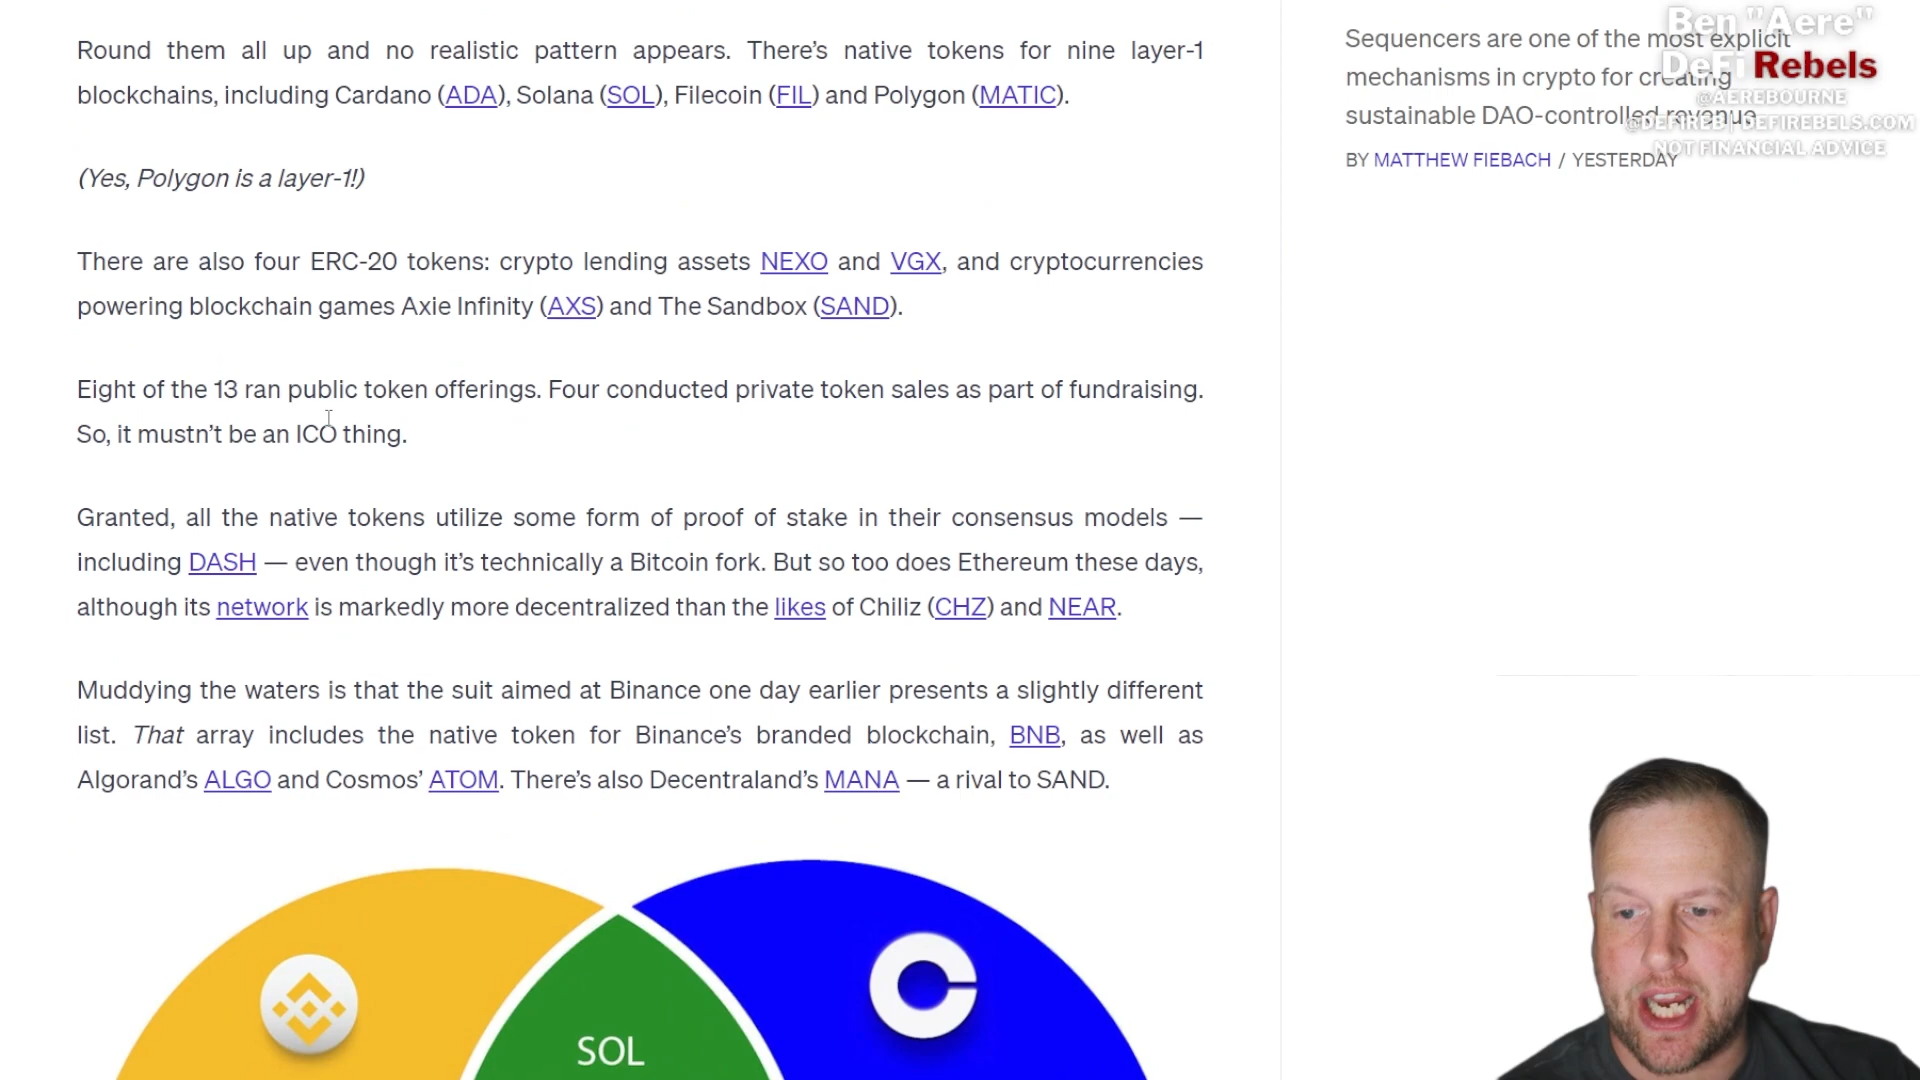 Round them all up and no realistic pattern appears. There’s native tokens for nine layer-1
blockchains, including Cardano (ADA), Solana (SOL), Filecoin (FIL) and Polygon (MATIC).
(Yes, Polygon is a layer-1!)
There are also four ERC-20 tokens: crypto lending assets NEXO and VGX, and cryptocurrencies
powering blockchain games Axie Infinity (AXS) and The Sandbox (SAND).
Eight of the 13 ran public token offerings. Four conducted private token sales as part of fundraising.
So, it mustn’t be an ICO thing.
Granted, all the native tokens utilize some form of proof of stake in their consensus models —
including DASH — even though it’s technically a Bitcoin fork. But so too does Ethereum these days,
although its network is markedly more decentralized than the likes of Chiliz (CHZ) and NEAR.
Muddying the waters is that the suit aimed at Binance one day earlier presents a slightly different
list. That array includes the native token for Binance’s branded blockchain, BNB, as well as
Algorand’s ALGO and Cosmos’ ATOM. There’s also Decentraland’s MANA — a rival to SAND.
SOL
Sequencers are one of the most explicit
mechanisms in crypto for creating
sustainable DAO-controlled revenue
BY MATTHEW FIEBACH / YESTERDAY
Ben "Aere"
DeFi Rebels
@AEREBOURNE
@DEFIREB | DEFIREBELS.COM
NOT FINANCIAL ADVICE